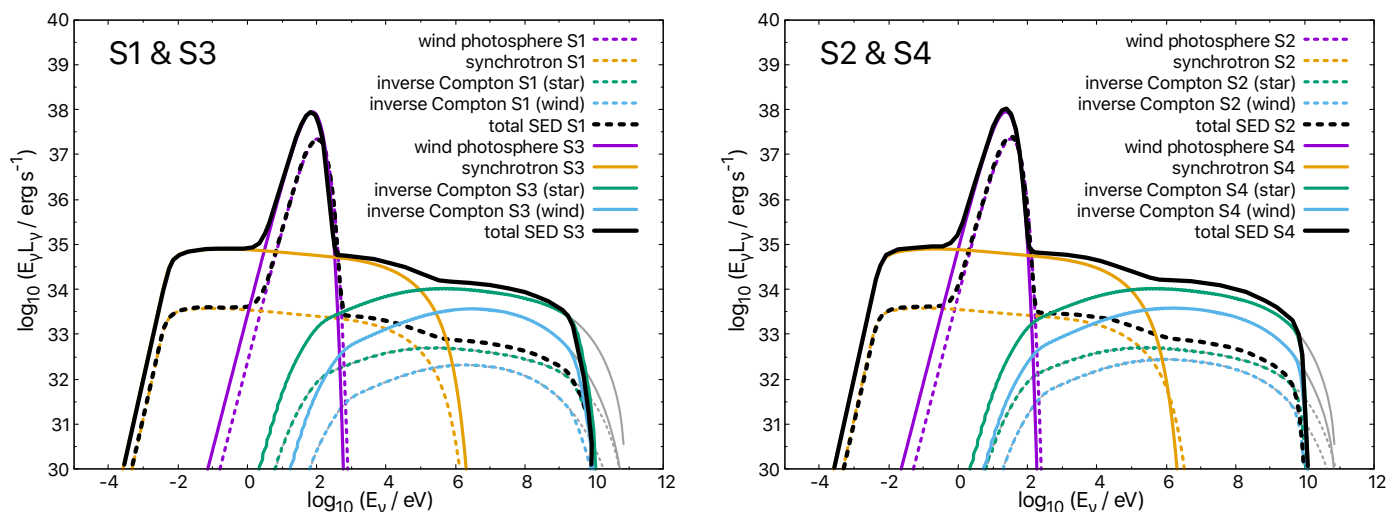 S1 & S3
wind photosphere S1
synchrotron S1
inverse Compton S1 (star)
inverse Compton S1 (wind)
total SED S1
wind photosphere S3
synchrotron S3
inverse Compton S3 (star)
inverse Compton S3 (wind)
total SED S3
log10 (EνLν / erg s-1)
40
39
38
37
36
35
34
33
32
31
30
-4 -2 0 2 4 6 8 10 12
log10 (Eν / eV)
S2 & S4
wind photosphere S2
synchrotron S2
inverse Compton S2 (star)
inverse Compton S2 (wind)
total SED S2
wind photosphere S4
synchrotron S4
inverse Compton S4 (star)
inverse Compton S4 (wind)
total SED S4
log10 (EνLν / erg s-1)
40
39
38
37
36
35
34
33
32
31
30
-4 -2 0 2 4 6 8 10 12
log10 (Eν / eV)